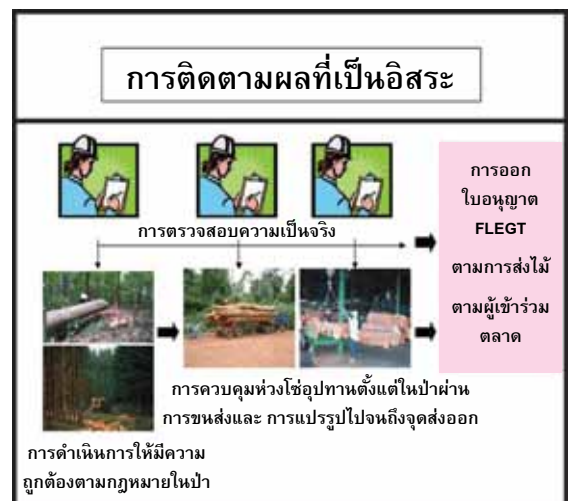 การติดตามผลที่เป็นอิสระ
การตรวจสอบความเป็นจริง
การออก
ใบอนุญาต
FLEGT
ตามการส่งไม้
ตามผู้เข้าร่วม
ตลาด
การควบคุมห่วงโซ่อุปทานตั้งแต่ในป่าผ่าน
การขนส่งและ การแปรรูปไปจนถึงจุดส่งออก
การดำเนินการให้มีความ
ถูกต้องตามกฎหมายในป่า